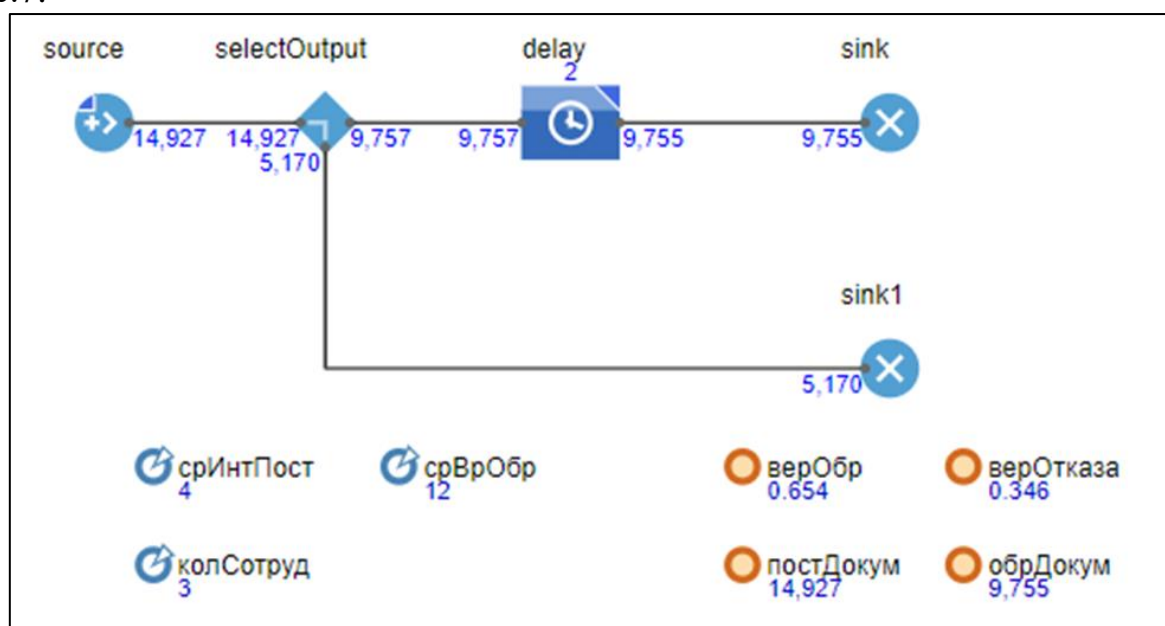 source selectOutput delay sink
2
14,927 14,927 9,757 9,757 9,755 9,755
5,170
sink1
5,170
срИнтПост срВрОбр верОбр верОтказа
4 12 0.654 0.346
колСотруд постДокум обрДокум
3 14,927 9,755